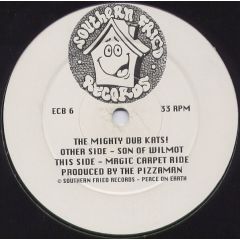 SOUTHERN FRIED
RECORDS
ECB 6
33 RPM
THE MIGHTY DUB KATS!
OTHER SIDE - SON OF WILMOT
THIS SIDE - MAGIC CARPET RIDE
PRODUCED BY THE PIZZAMAN
© SOUTHERN FRIED RECORDS - PEACE ON EARTH